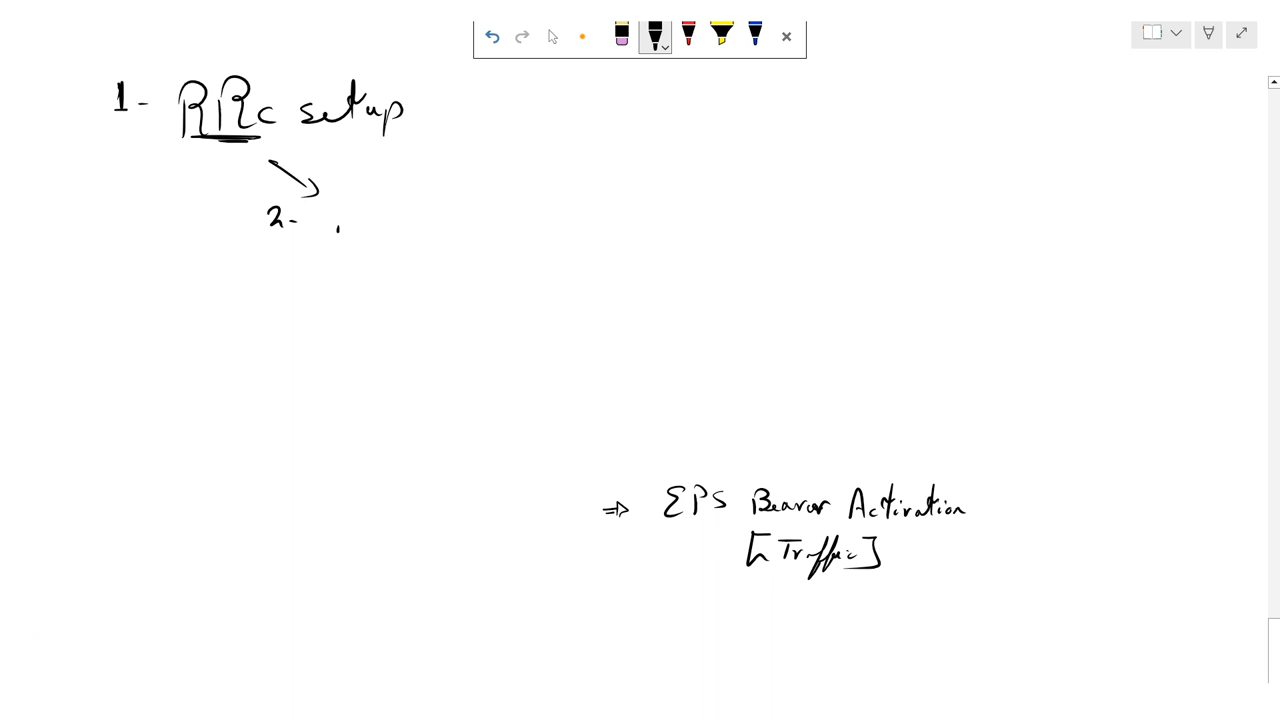 1- RRc setup
2-
⇒ EPS Bearer Activation
[Traffic]